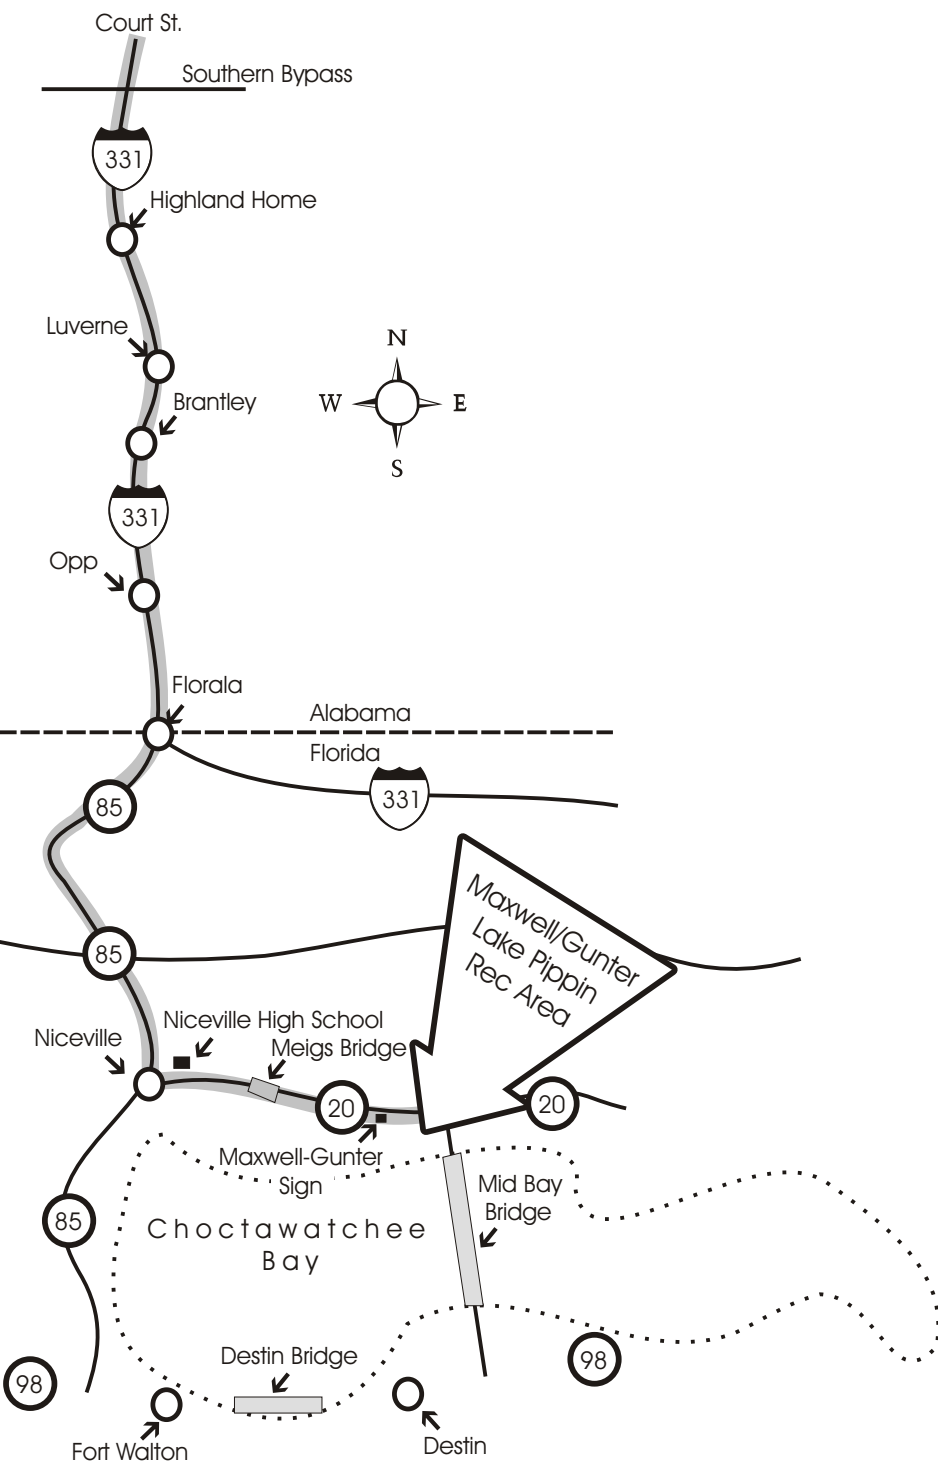 Court St.
Southern Bypass
331
Highland Home
Luverne
N
W
E
S
Brantley
331
Opp
Florala
Alabama
Florida
331
85
Maxwell/Gunter
Lake Pippin
Rec Area
85
Niceville High School
Niceville
Meigs Bridge
20
20
Maxwell-Gunter
Sign
Mid Bay
Bridge
85
Choctawatchee
Bay
Destin Bridge
98
98
Fort Walton
Destin